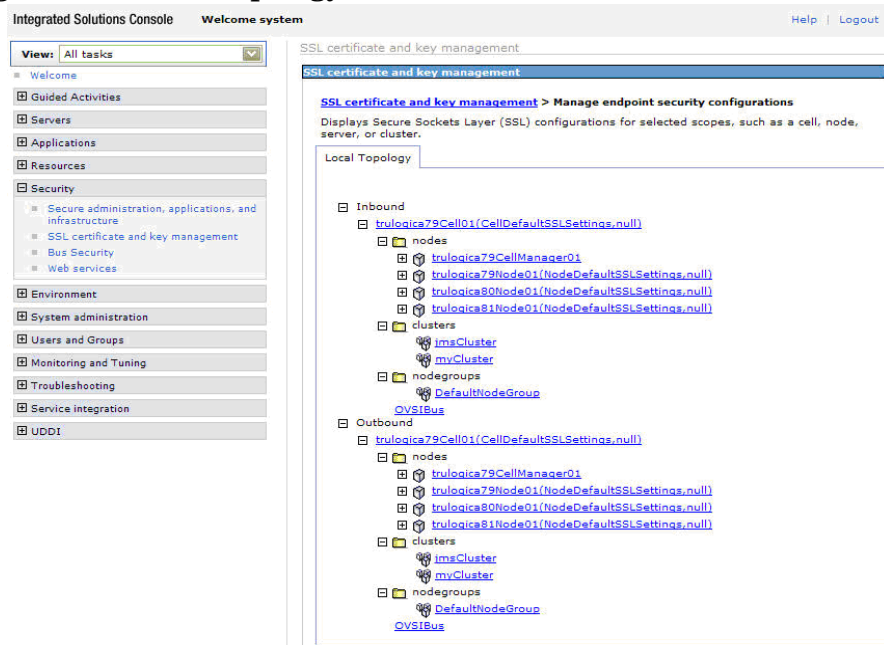 Integrated Solutions Console Welcome system Help | Logout
View: All tasks
Welcome
Guided Activities
Servers
Applications
Resources
Security
Secure administration, applications, and
infrastructure
SSL certificate and key management
Bus Security
Web services
Environment
System administration
Users and Groups
Monitoring and Tuning
Troubleshooting
Service integration
UDDI
SSL certificate and key management
SSL certificate and key management
SSL certificate and key management > Manage endpoint security configurations
Displays Secure Sockets Layer (SSL) configurations for selected scopes, such as a cell, node,
server, or cluster.
Local Topology
Inbound
trulogica79Cell01(CellDefaultSSLSettings,null)
nodes
trulogica79CellManager01
trulogica79Node01(NodeDefaultSSLSettings,null)
trulogica80Node01(NodeDefaultSSLSettings,null)
trulogica81Node01(NodeDefaultSSLSettings,null)
clusters
jmsCluster
myCluster
nodegroups
DefaultNodeGroup
OVSIBus
Outbound
trulogica79Cell01(CellDefaultSSLSettings,null)
nodes
trulogica79CellManager01
trulogica79Node01(NodeDefaultSSLSettings,null)
trulogica80Node01(NodeDefaultSSLSettings,null)
trulogica81Node01(NodeDefaultSSLSettings,null)
clusters
jmsCluster
myCluster
nodegroups
DefaultNodeGroup
OVSIBus